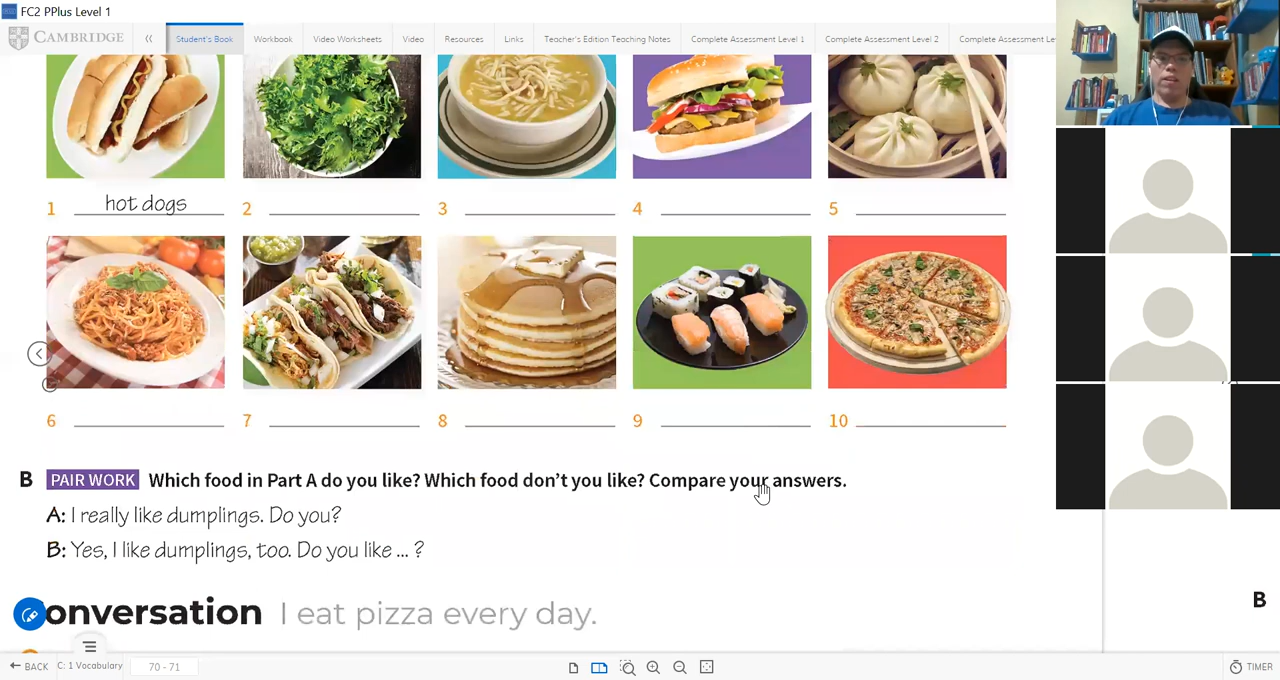 FC2 PPlus Level 1
CAMBRIDGE
Student's Book
Workbook
Video Worksheets
Video
Resources
Links
Teacher's Edition Teaching Notes
Complete Assessment Level 1
Complete Assessment Level 2
Complete Assessment Le
1 hot dogs
2
3
4
5
6
7
8
9
10
B PAIR WORK Which food in Part A do you like? Which food don't you like? Compare your answers.
A: I really like dumplings. Do you?
B: Yes, I like dumplings, too. Do you like ... ?
onversation I eat pizza every day.
B
BACK
C: 1 Vocabulary
70 - 71
TIMER